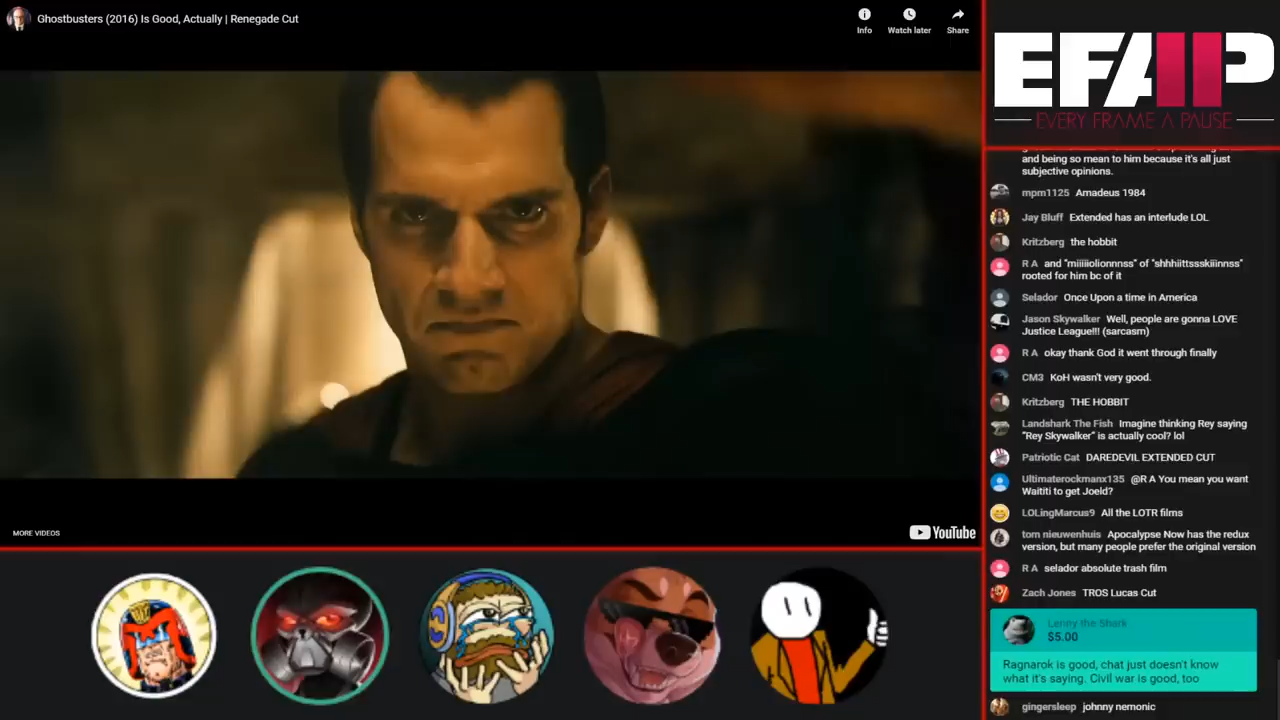 Ghostbusters (2016) Is Good, Actually | Renegade Cut
Info
Watch later
Share
MORE VIDEOS
YouTube
EFAP
EVERY FRAME A PAUSE
and being so mean to him because it's all just
subjective opinions.
mpm1125 Amadeus 1984
Jay Bluff Extended has an interlude LOL
Kritzberg the hobbit
R A and "miiiiiolionnnss" of "shhhiittssskiiinnss"
rooted for him bc of it
Selador Once Upon a time in America
Jason Skywalker Well, people are gonna LOVE
Justice League!!! (sarcasm)
R A okay thank God it went through finally
CM3 KoH wasn't very good.
Kritzberg THE HOBBIT
Landshark The Fish Imagine thinking Rey saying
"Rey Skywalker" is actually cool? lol
Patriotic Cat DAREDEVIL EXTENDED CUT
Ultimaterockmanx135 @R A You mean you want
Waititi to get Joeld?
LOLingMarcus9 All the LOTR films
tom nieuwenhuis Apocalypse Now has the redux
version, but many people prefer the original version
R A selador absolute trash film
Zach Jones TROS Lucas Cut
Lenny the Shark
$5.00
Ragnarok is good, chat just doesn't know
what it's saying. Civil war is good, too
gingersleep johnny nemonic